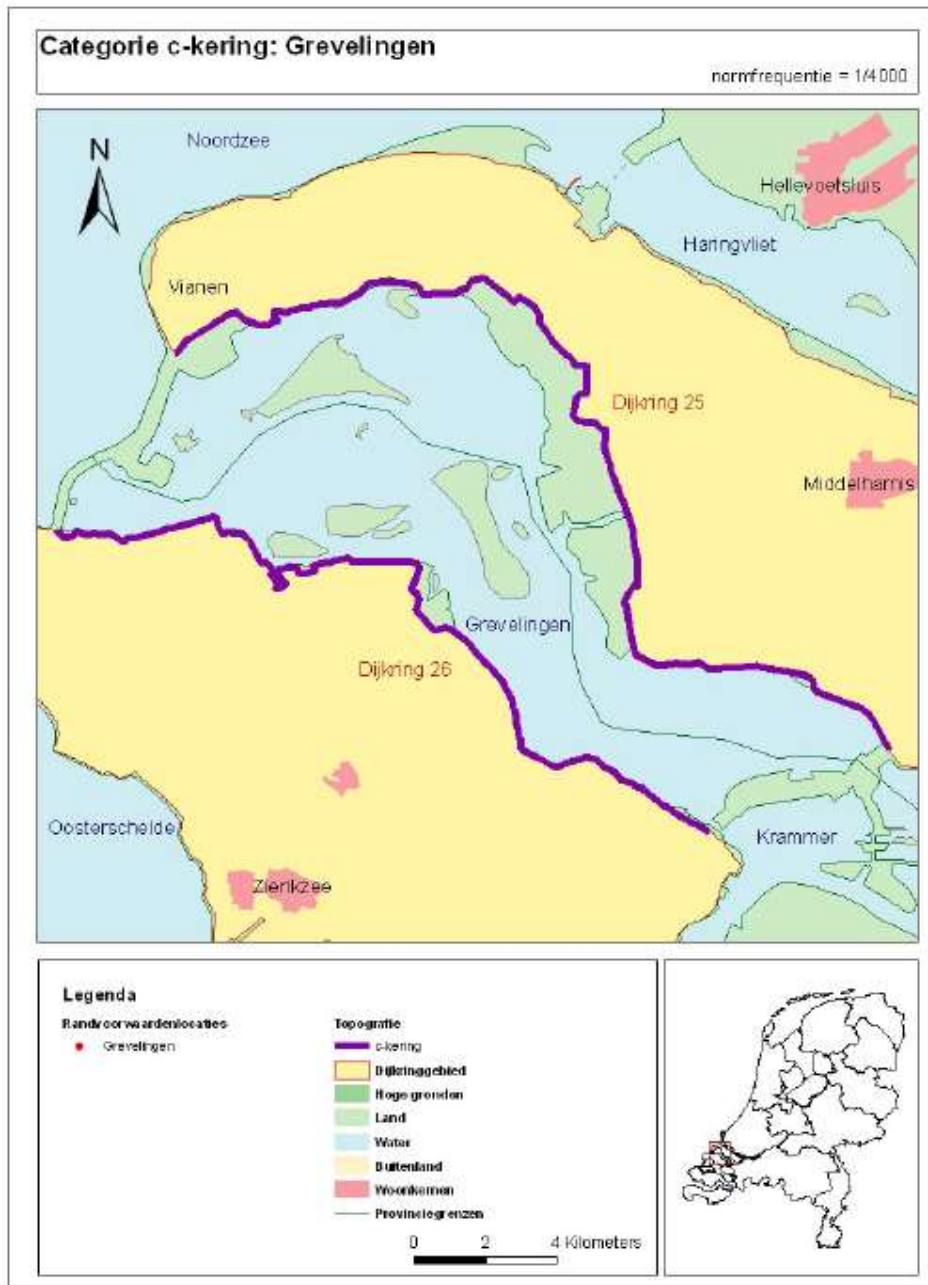 Categorie c-kering: Grevelingen
normfrequentie = 1/4000
Noordzee
N
Hellevoetsluis
Haringvliet
Vianen
Dijkring 25
Middelharnis
Grevelingen
Dijkring 26
Oosterschelde
Krammer
Zierikzee
Legenda
Randvoorwaardenlocaties
Grevelingen
Topografie
c-kering
Dijkringgebied
Hoge gronden
Land
Water
Buitenland
Woonkernen
Provinciegrenzen
0 2 4 Kilometers